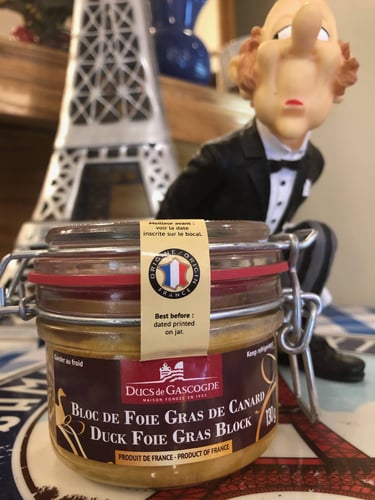 Meilleur avant :
voir la date
inscrite sur le bocal.
ORIGINE / ORIGIN
FRANCE
Best before :
dated printed
on jar.
Garder au froid
Keep refrigerated
DUCS de GASCOGNE
MAISON FONDÉE EN 1953
BLOC DE FOIE GRAS DE CANARD
DUCK FOIE GRAS BLOCK
130g
PRODUIT DE FRANCE - PRODUCT OF FRANCE